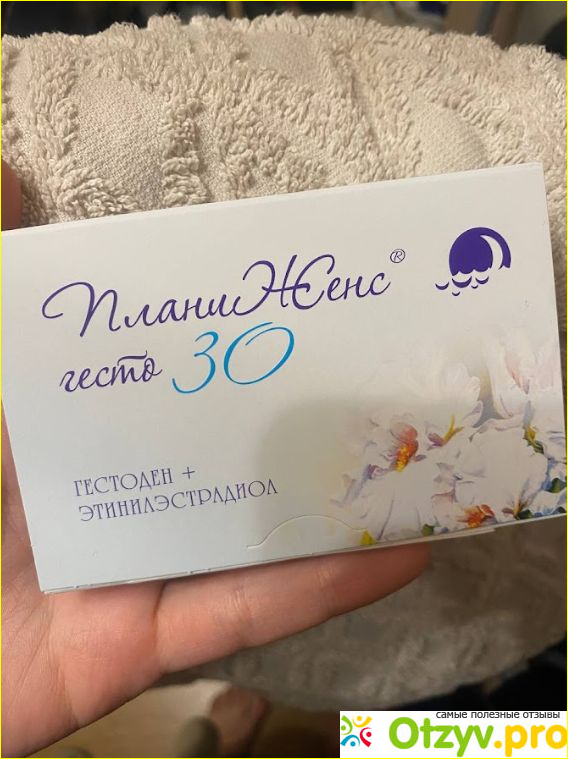 ПланиЖенс®
гесто 30
ГЕСТОДЕН +
ЭТИНИЛЭСТРАДИОЛ
самые полезные отзывы
Otzyv.pro